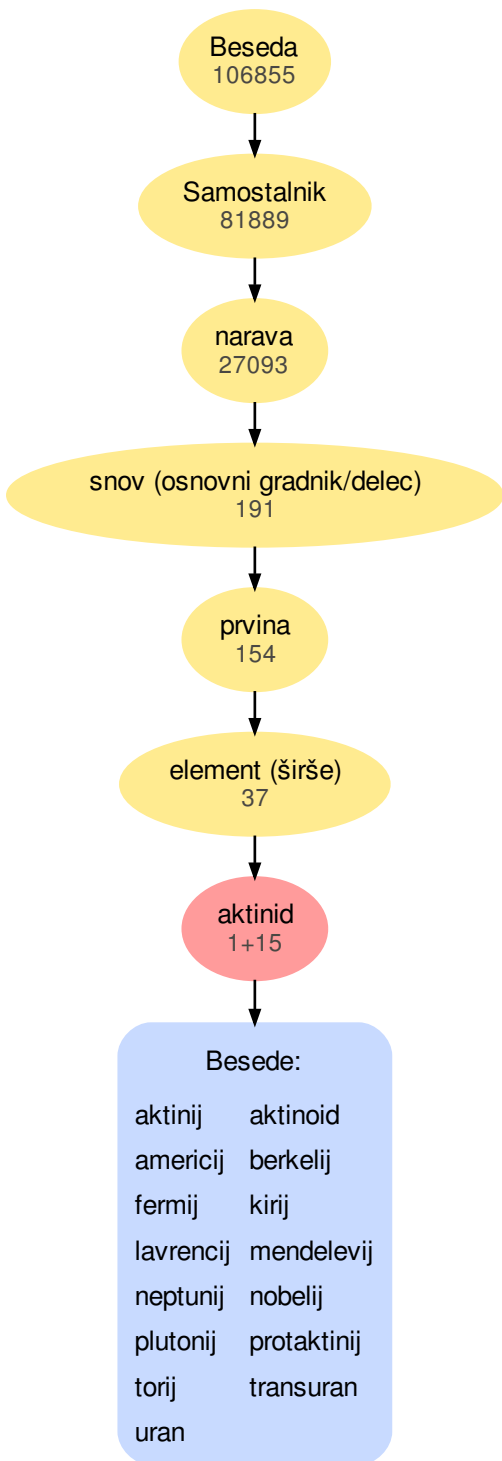 Beseda
106855
Samostalnik
81889
narava
27093
snov (osnovni gradnik/delec)
191
prvina
154
element (širše)
37
aktinid
1+15
Besede:
aktinij aktinoid
americij berkelij
fermij kirij
lavrencij mendelevij
neptunij nobelij
plutonij protaktinij
torij transuran
uran